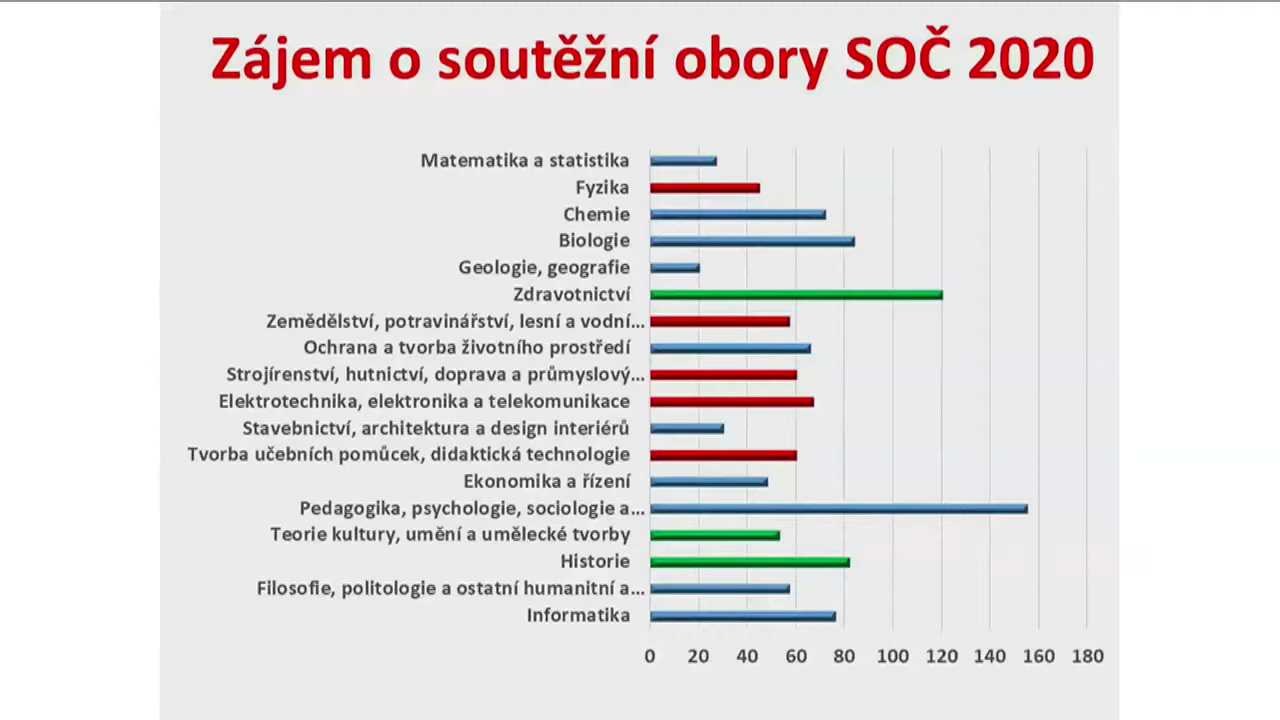 Zájem o soutěžní obory SOČ 2020
Matematika a statistika
Fyzika
Chemie
Biologie
Geologie, geografie
Zdravotnictví
Zemědělství, potravinářství, lesní a vodní...
Ochrana a tvorba životního prostředí
Strojírenství, hutnictví, doprava a průmyslový...
Elektrotechnika, elektronika a telekomunikace
Stavebnictví, architektura a design interiérů
Tvorba učebních pomůcek, didaktická technologie
Ekonomika a řízení
Pedagogika, psychologie, sociologie a...
Teorie kultury, umění a umělecké tvorby
Historie
Filosofie, politologie a ostatní humanitní a...
Informatika
0 20 40 60 80 100 120 140 160 180